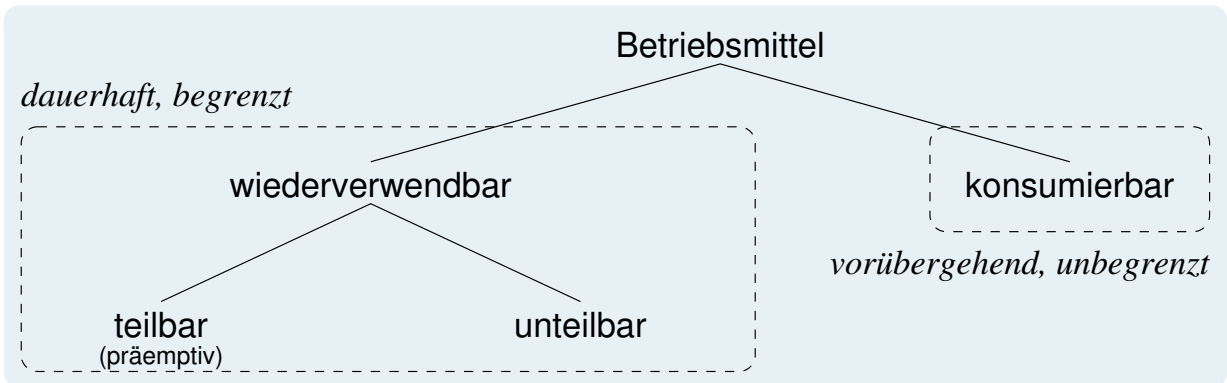 Betriebsmittel
dauerhaft, begrenzt
wiederverwendbar
konsumierbar
vorübergehend, unbegrenzt
teilbar
unteilbar
(präemptiv)